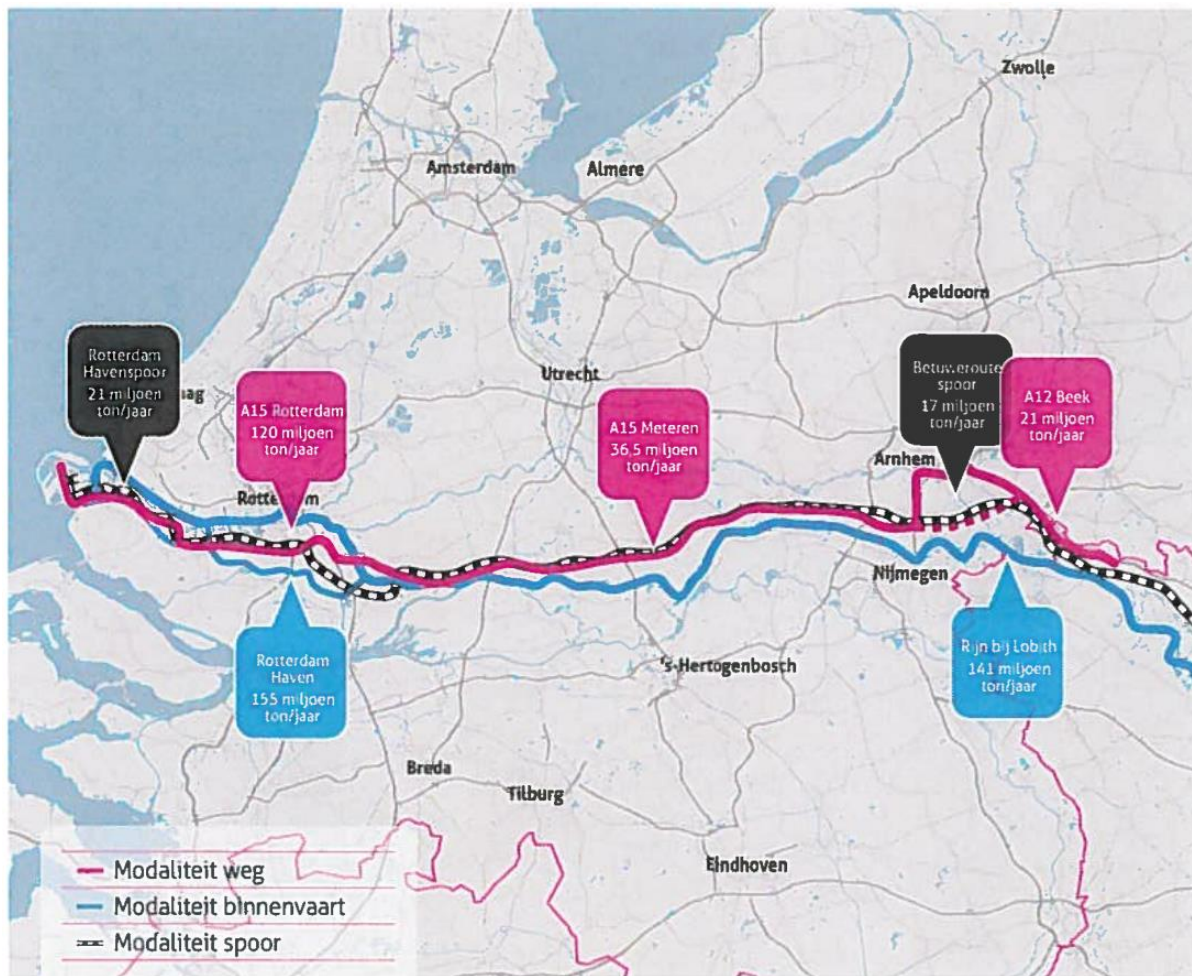 Zwolle
Amsterdam
Almere
Apeldoorn
Rotterdam
Havenspoor
21 miljoen
ton/jaar
aag
A15 Rotterdam
120 miljoen
ton/jaar
Utrecht
A15 Meteren
36,5 miljoen
ton/jaar
Betuweroute
spoor
17 miljoen
ton/jaar
A12 Beek
21 miljoen
ton/jaar
Arnhem
Rotterdam
Nijmegen
Rotterdam
Haven
155 miljoen
ton/jaar
's-Hertogenbosch
Rijn bij Lobith
141 miljoen
ton/jaar
Breda
Tilburg
Eindhoven
Modaliteit weg
Modaliteit binnenvaart
Modaliteit spoor